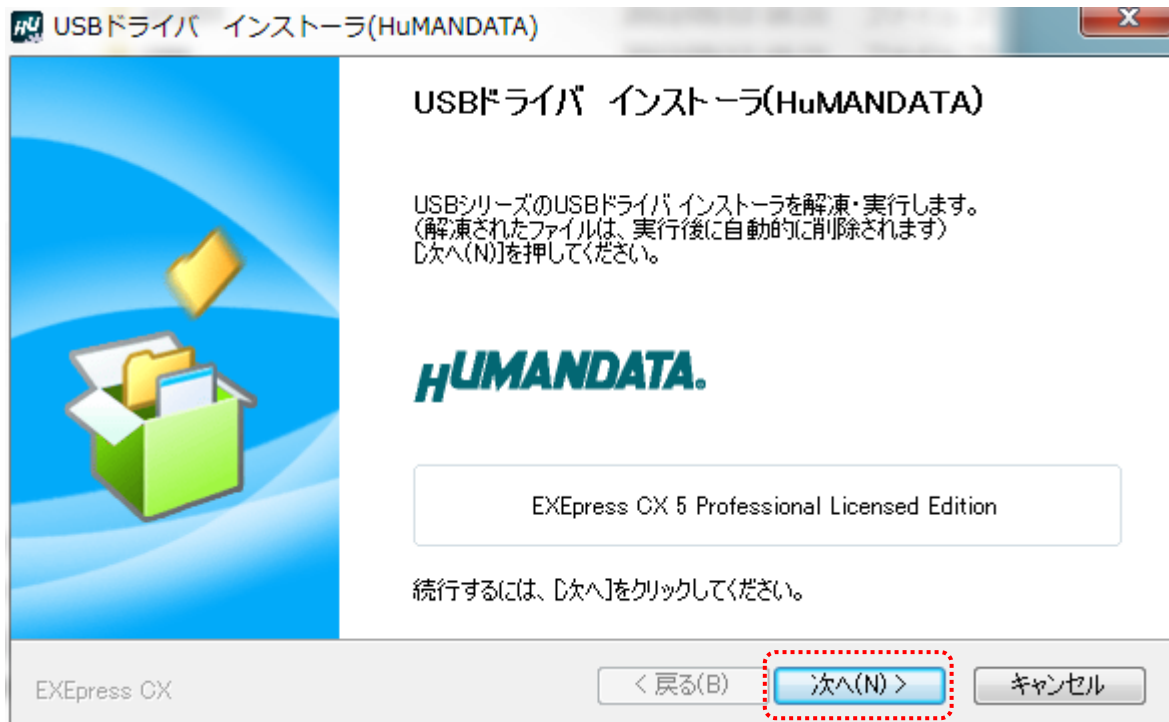 USBドライバ　インストーラ(HuMANDATA)
USBドライバ　インストーラ(HuMANDATA)
USBシリーズのUSBドライバ インストーラを解凍・実行します。
(解凍されたファイルは、実行後に自動的に削除されます)
[次へ(N)]を押してください。
HUMANDATA.
EXEpress CX 5 Professional Licensed Edition
続行するには、[次へ]をクリックしてください。
EXEpress CX
< 戻る(B)
次へ(N) >
キャンセル